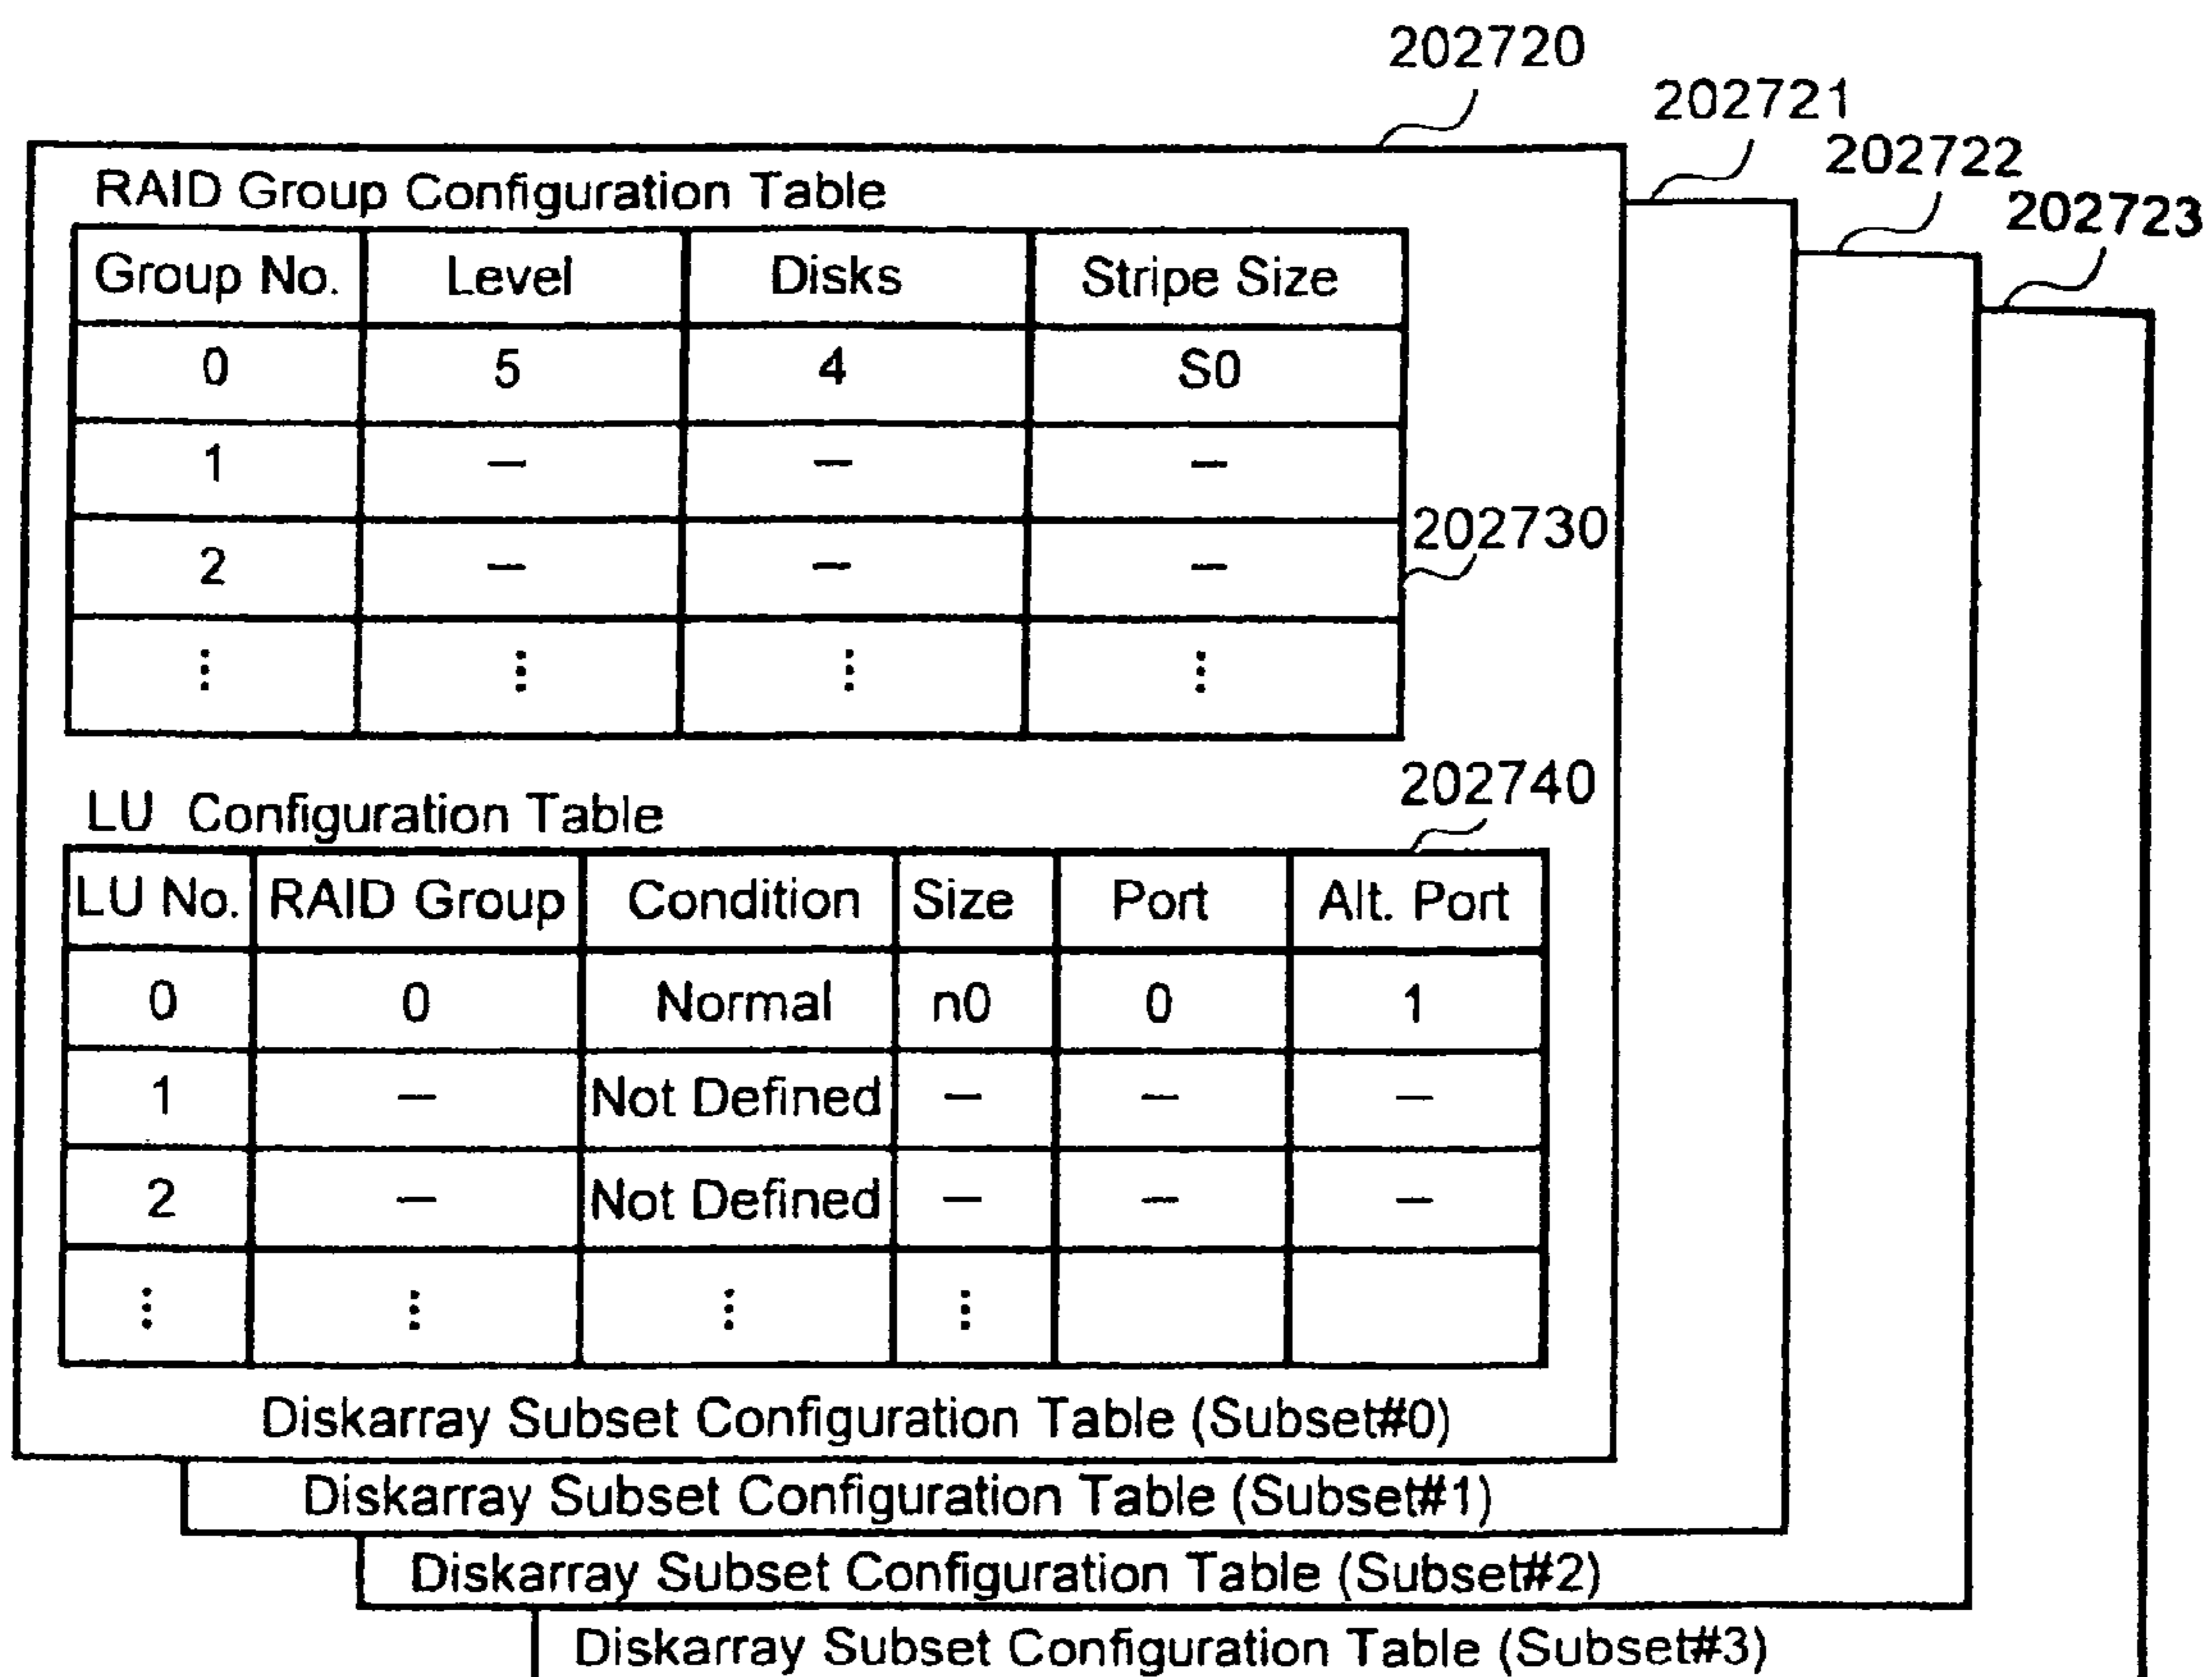 202720
202721
202722
202723
RAID Group Configuration Table
Group No. Level Disks Stripe Size
0 5 4 S0
1 – – –
2 – – –
202730
⋮ ⋮ ⋮ ⋮
202740
LU Configuration Table
LU No. RAID Group Condition Size Port Alt. Port
0 0 Normal n0 0 1
1 – Not Defined – – –
2 – Not Defined – – –
⋮ ⋮ ⋮ ⋮
Diskarray Subset Configuration Table (Subset#0)
Diskarray Subset Configuration Table (Subset#1)
Diskarray Subset Configuration Table (Subset#2)
Diskarray Subset Configuration Table (Subset#3)